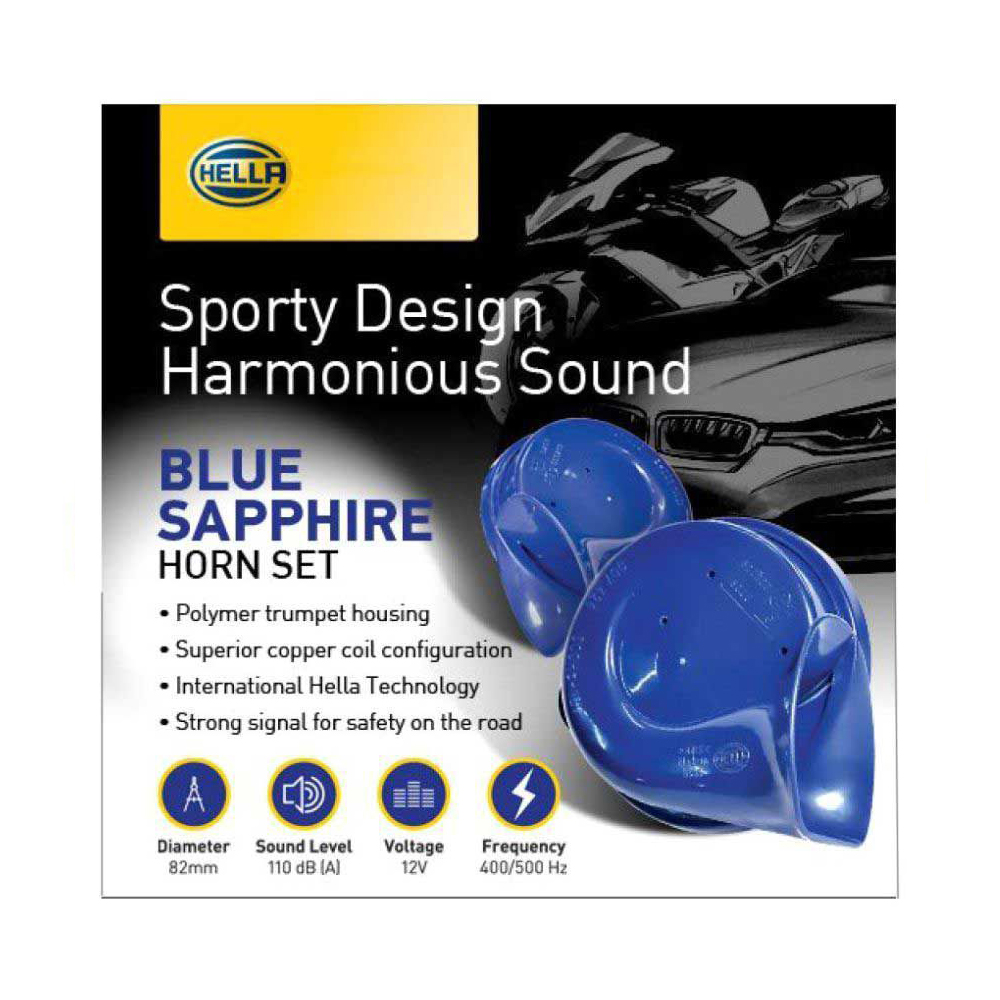 HELLA
Sporty Design
Harmonious Sound
BLUE
SAPPHIRE
HORN SET
• Polymer trumpet housing
• Superior copper coil configuration
• International Hella Technology
• Strong signal for safety on the road
Diameter
82mm
Sound Level
110 dB (A)
Voltage
12V
Frequency
400/500 Hz
HELLA